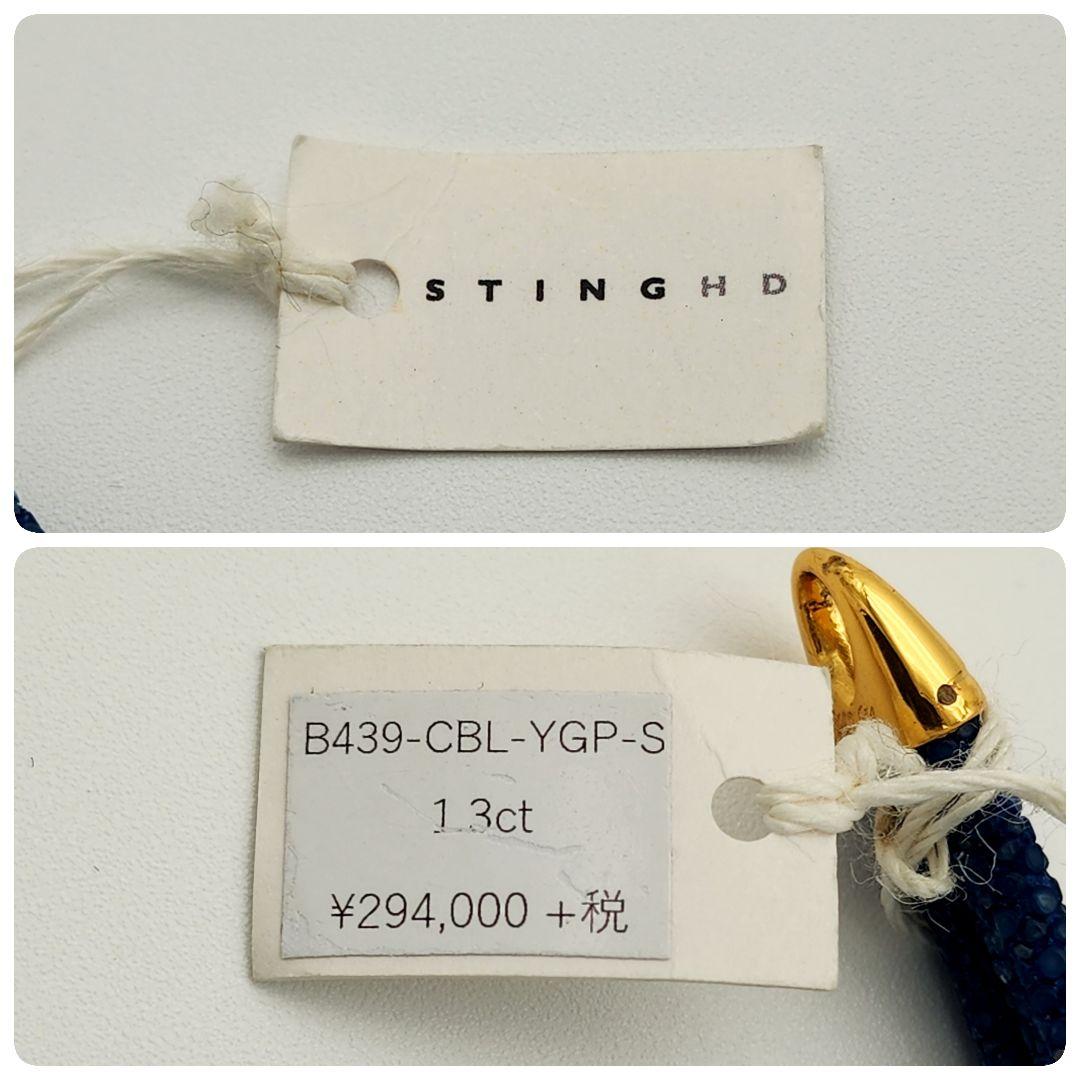 STINGHD
B439-CBL-YGP-S
1.3ct
¥294,000 +税